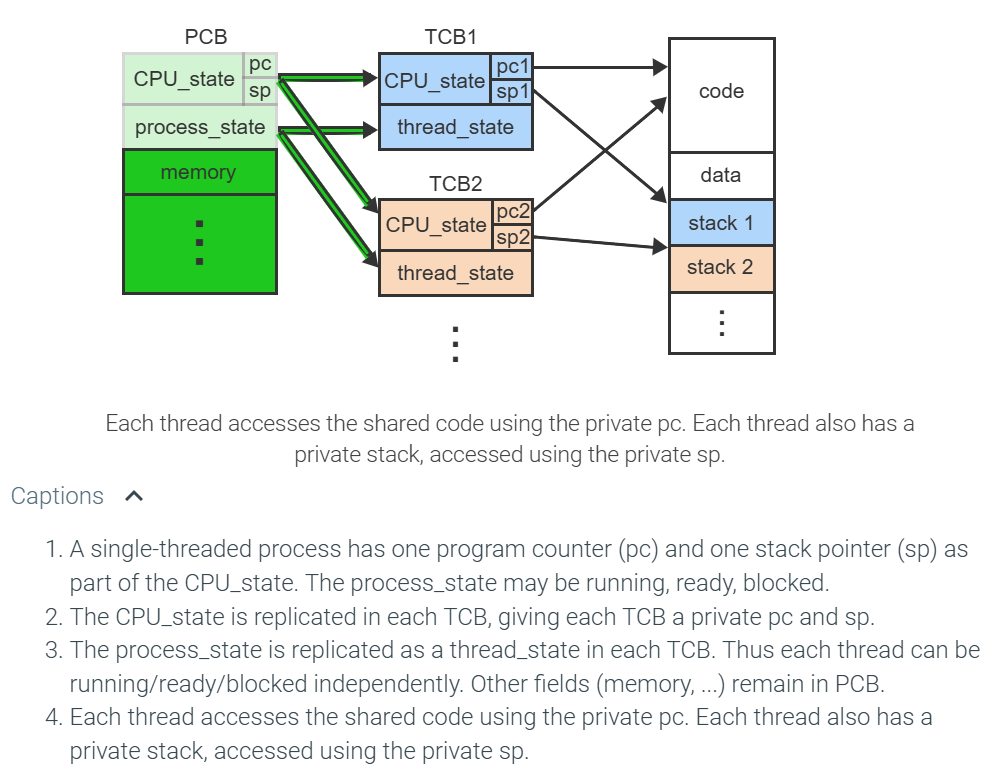 PCB
TCB1
CPU_state
pc
sp
process_state
memory
CPU_state
pc1
sp1
thread_state
TCB2
CPU_state
pc2
sp2
thread_state
code
data
stack 1
stack 2
Each thread accesses the shared code using the private pc. Each thread also has a
private stack, accessed using the private sp.
Captions
1. A single-threaded process has one program counter (pc) and one stack pointer (sp) as
part of the CPU_state. The process_state may be running, ready, blocked.
2. The CPU_state is replicated in each TCB, giving each TCB a private pc and sp.
3. The process_state is replicated as a thread_state in each TCB. Thus each thread can be
running/ready/blocked independently. Other fields (memory, ...) remain in PCB.
4. Each thread accesses the shared code using the private pc. Each thread also has a
private stack, accessed using the private sp.